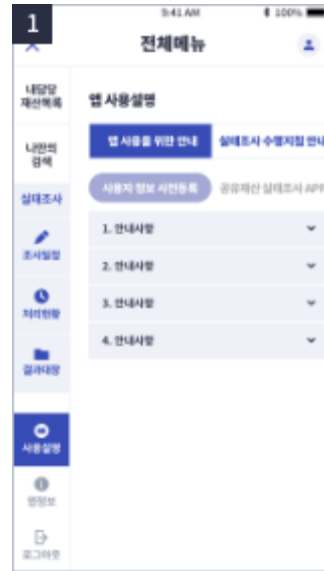 1
9:41 AM
100%
전체메뉴
내담당
재산목록
나만의
검색
실태조사
조사일정
처리현황
결과대장
사용설명
앱정보
로그아웃
앱 사용설명
앱 사용을 위한 안내
실태조사 수행지침 안내
사용자 정보 사전등록
공유재산 실태조사 APP
1. 안내사항
2. 안내사항
3. 안내사항
4. 안내사항